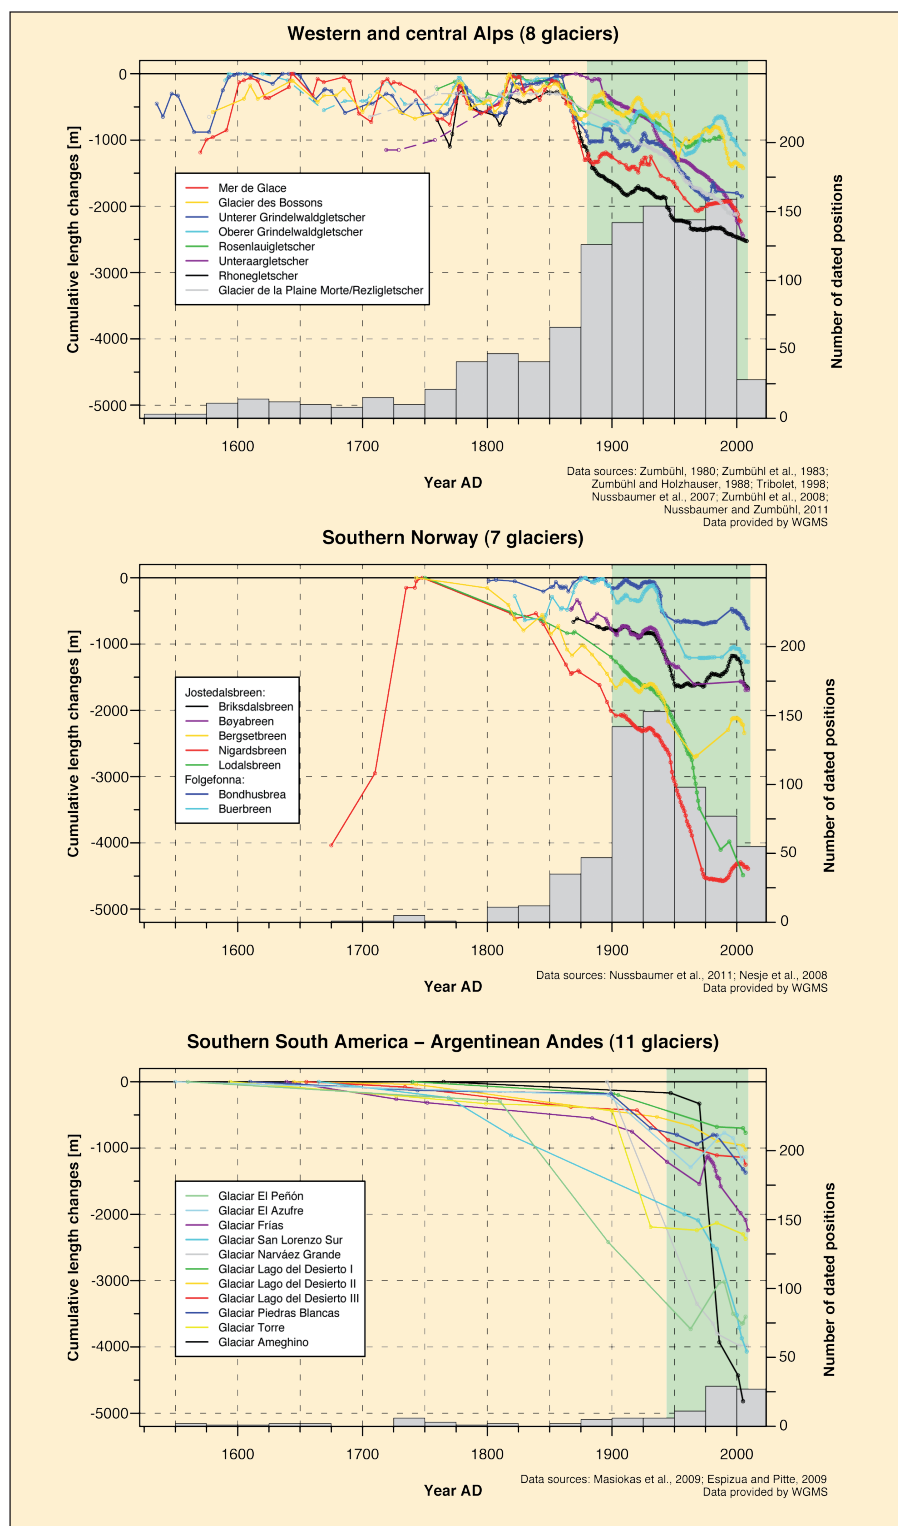 Western and central Alps (8 glaciers)
Cumulative length changes [m]
0
-1000
-2000
-3000
-4000
-5000
Mer de Glace
Glacier des Bossons
Unterer Grindelwaldgletscher
Oberer Grindelwaldgletscher
Rosenlauigletscher
Unteraargletscher
Rhonegletscher
Glacier de la Plaine Morte/Rezligletscher
200
150
100
50
0
Number of dated positions
1600 1700 1800 1900 2000
Year AD
Data sources: Zumbühl, 1980; Zumbühl et al., 1983;
Zumbühl and Holzhauser, 1988; Tribolet, 1998;
Nussbaumer et al., 2007; Zumbühl et al., 2008;
Nussbaumer and Zumbühl, 2011
Data provided by WGMS
Southern Norway (7 glaciers)
Cumulative length changes [m]
0
-1000
-2000
-3000
-4000
-5000
Jostedalsbreen:
Briksdalsbreen
Bøyabreen
Bergsetbreen
Nigardsbreen
Lodalsbreen
Folgefonna:
Bondhusbrea
Buerbreen
200
150
100
50
0
Number of dated positions
1600 1700 1800 1900 2000
Year AD
Data sources: Nussbaumer et al., 2011; Nesje et al., 2008
Data provided by WGMS
Southern South America – Argentinean Andes (11 glaciers)
Cumulative length changes [m]
0
-1000
-2000
-3000
-4000
-5000
Glaciar El Peñón
Glaciar El Azufre
Glaciar Frías
Glaciar San Lorenzo Sur
Glaciar Narváez Grande
Glaciar Lago del Desierto I
Glaciar Lago del Desierto II
Glaciar Lago del Desierto III
Glaciar Piedras Blancas
Glaciar Torre
Glaciar Ameghino
200
150
100
50
0
Number of dated positions
1600 1700 1800 1900 2000
Year AD
Data sources: Masiokas et al., 2009; Espizua and Pitte, 2009
Data provided by WGMS